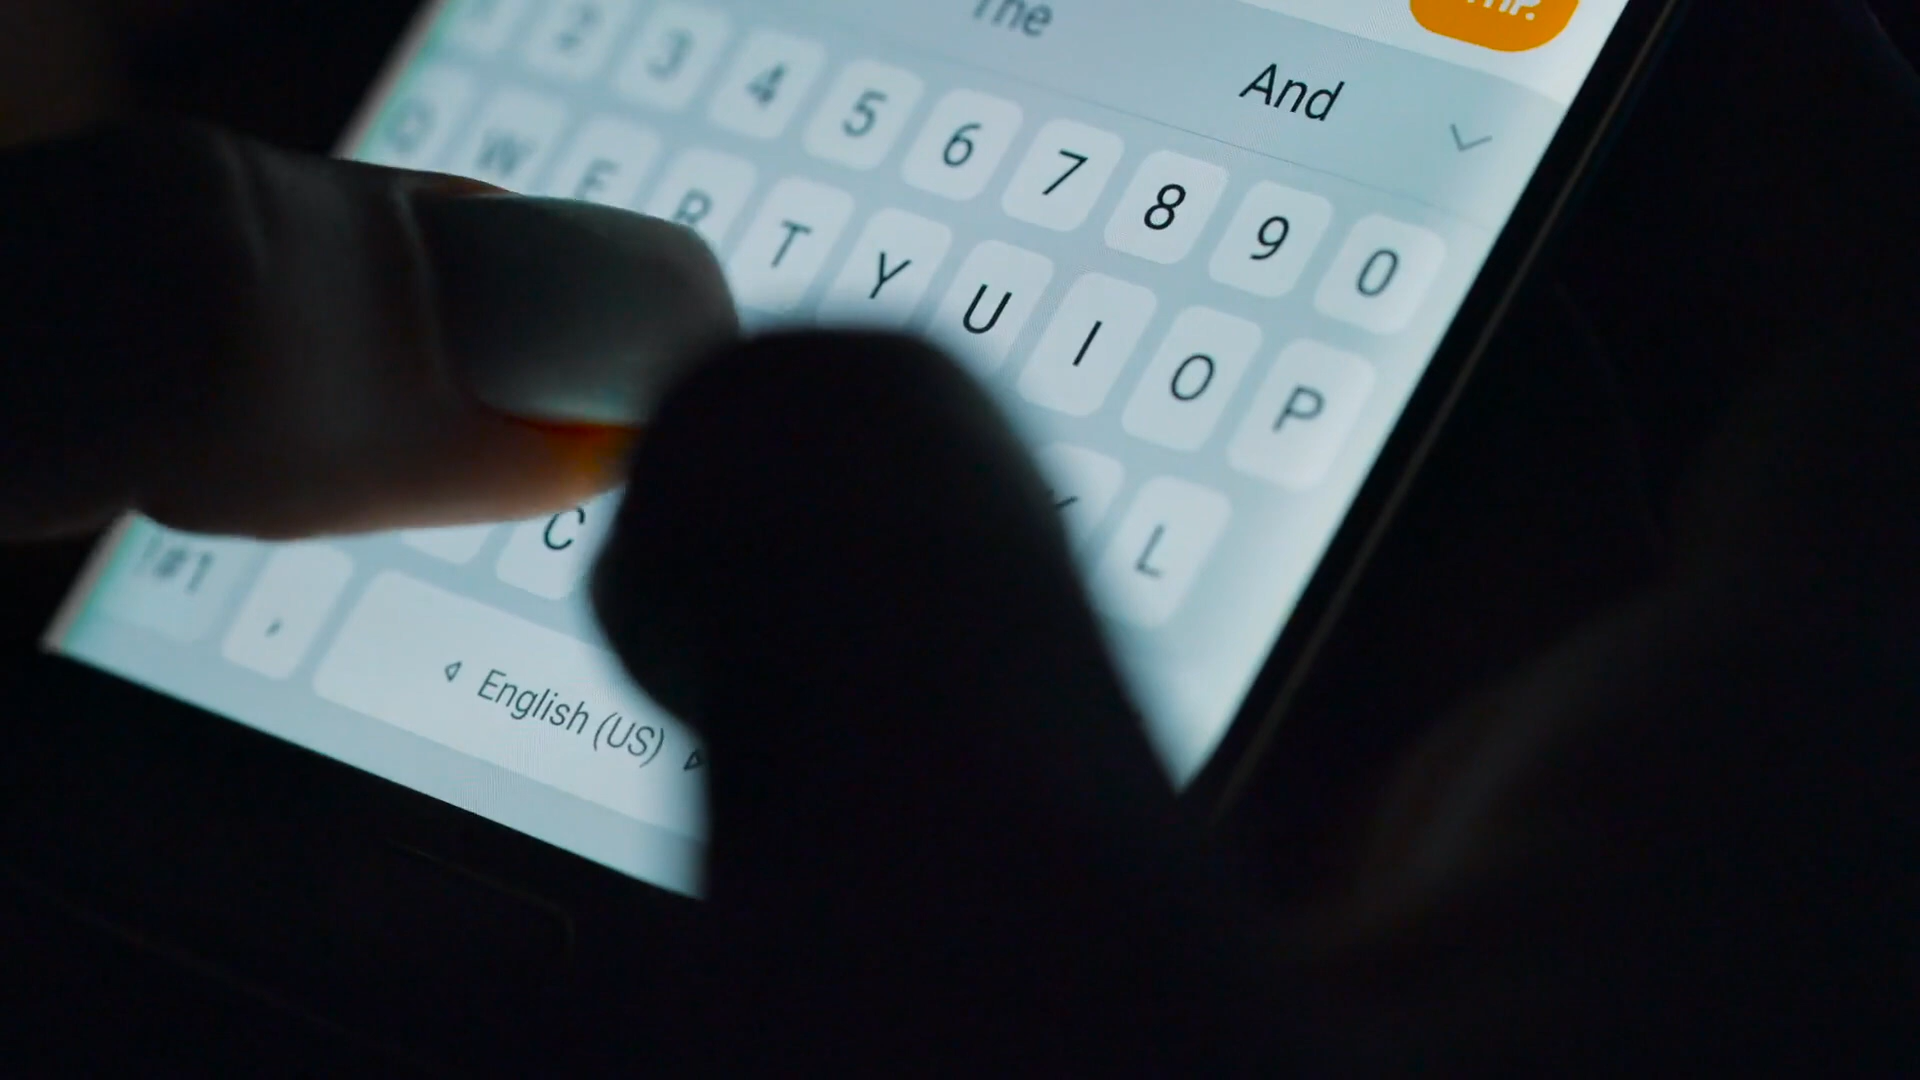 The And
2 3 4 5 6 7 8 9 0
Q W E R T Y U I O P
K L
C
!#1 , English (US)